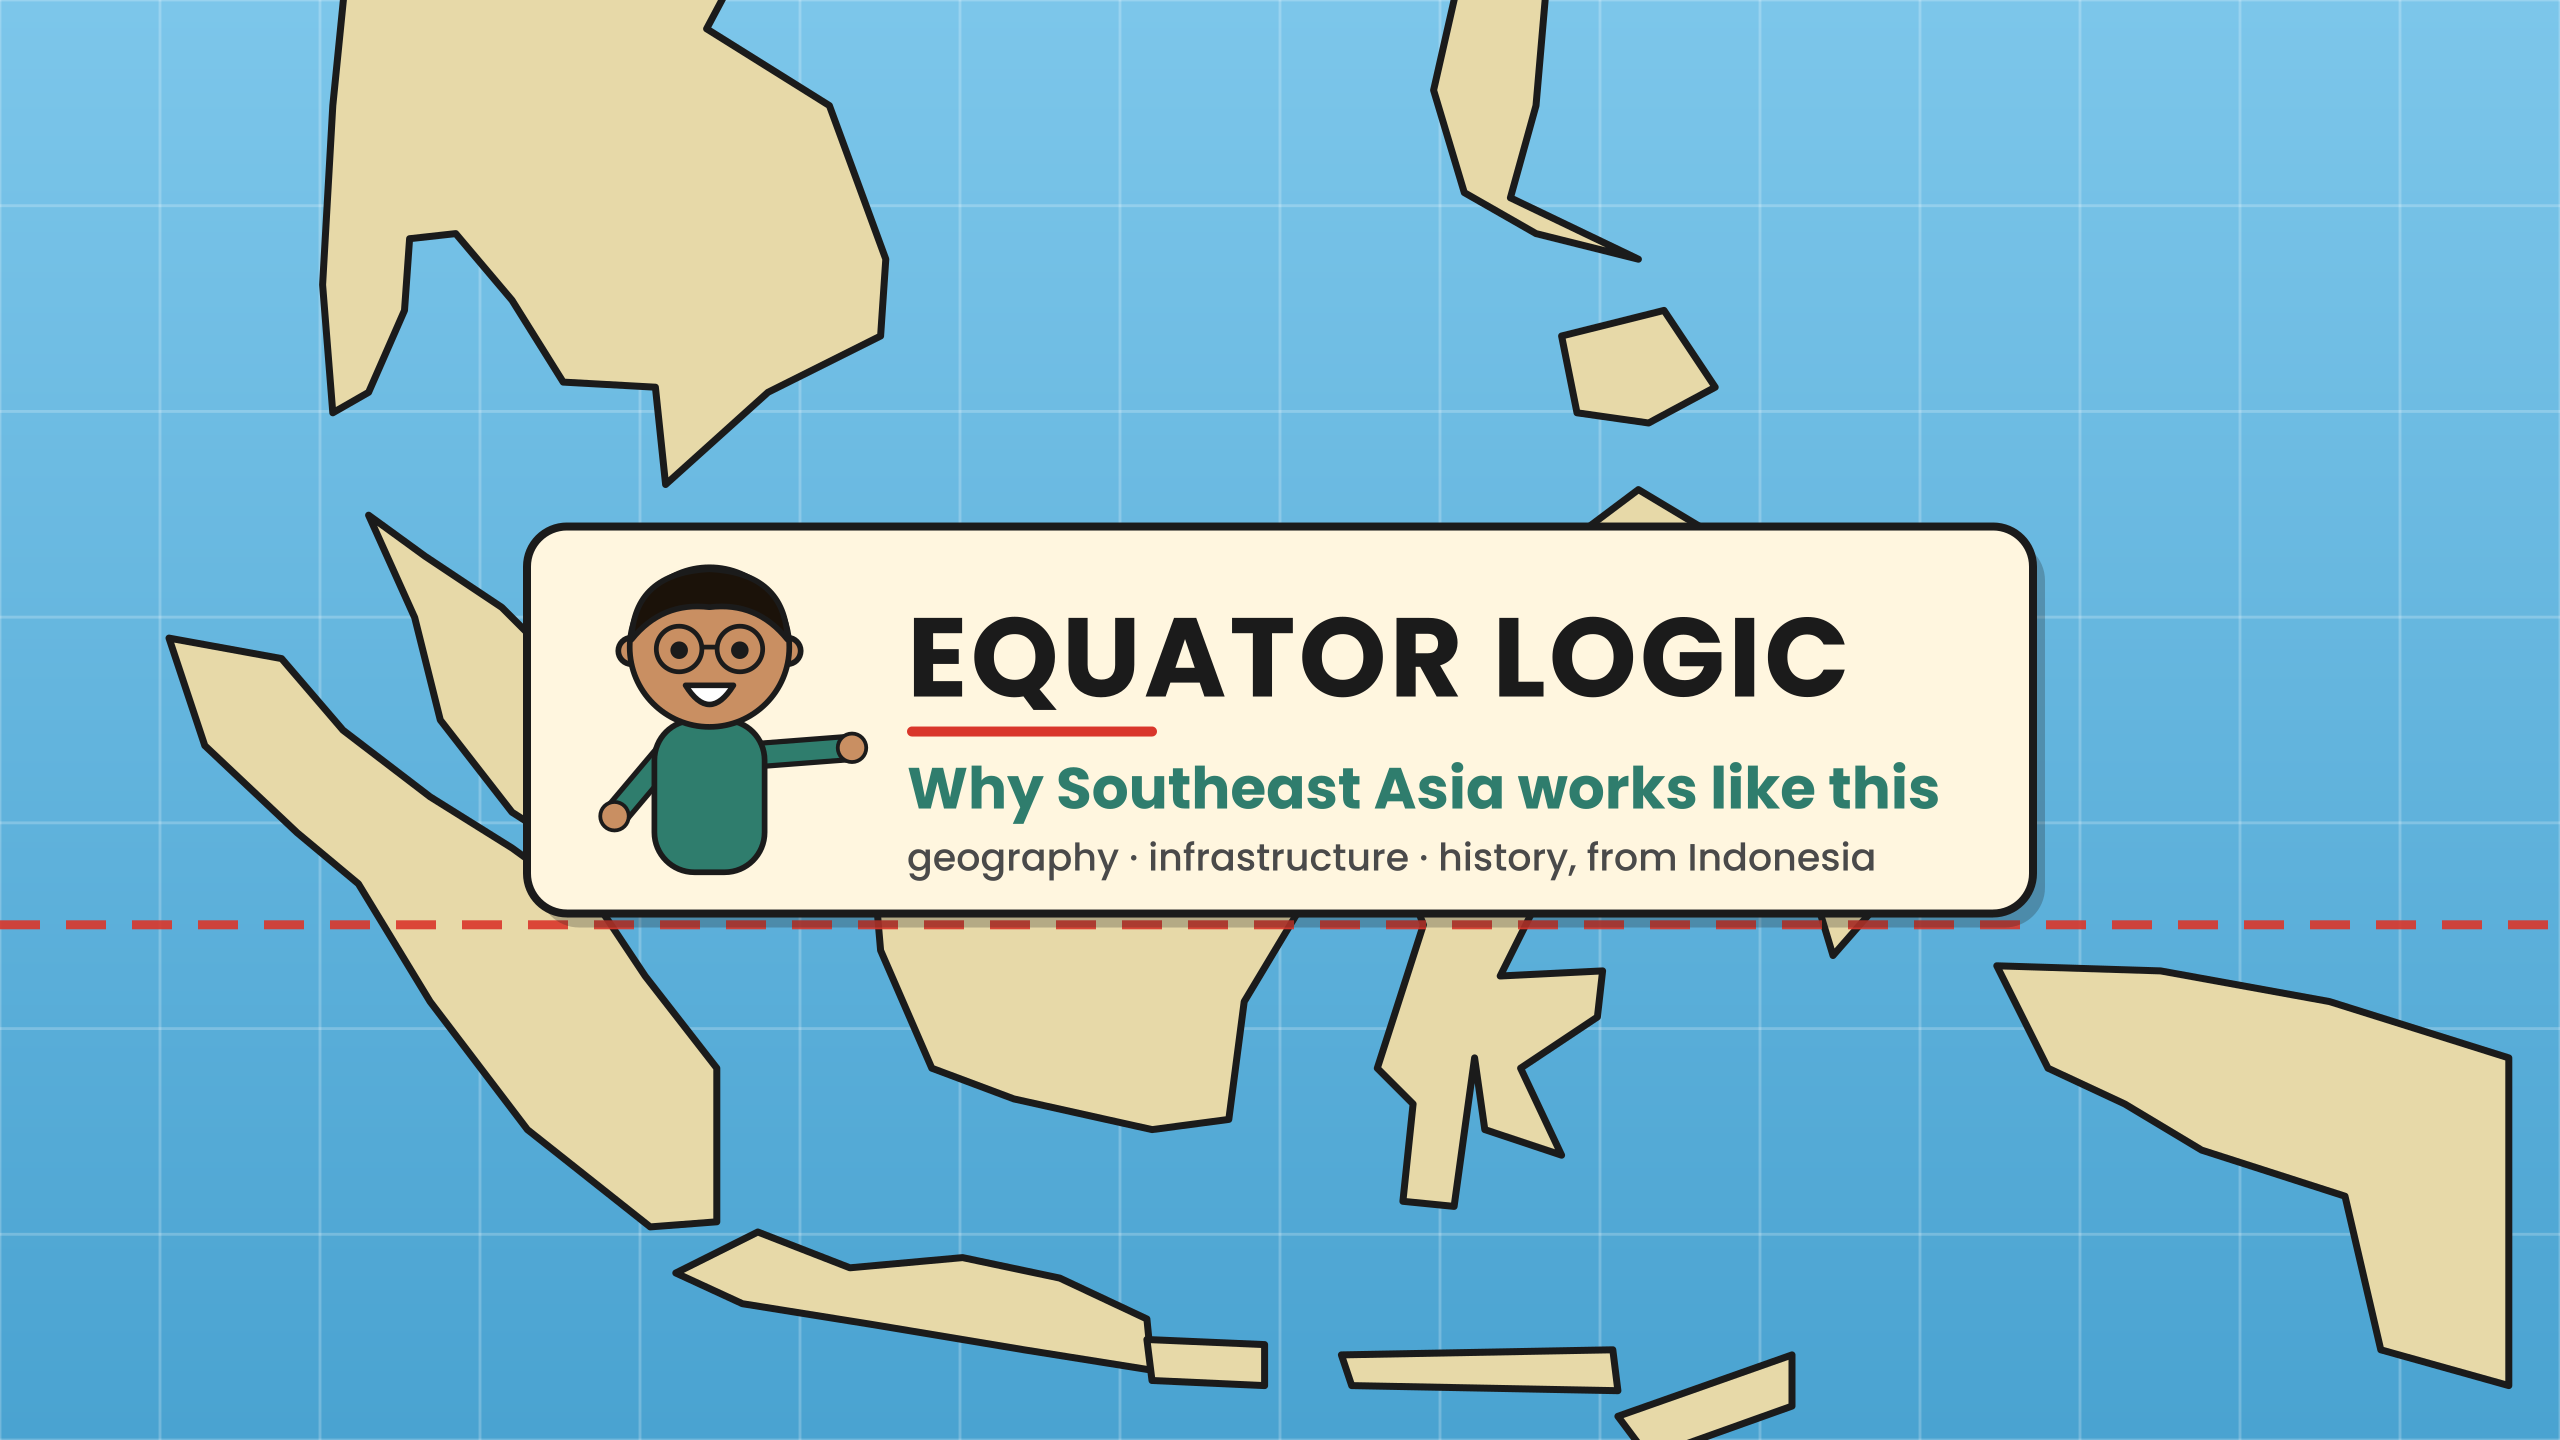 EQUATOR LOGIC
Why Southeast Asia works like this
geography · infrastructure · history, from Indonesia